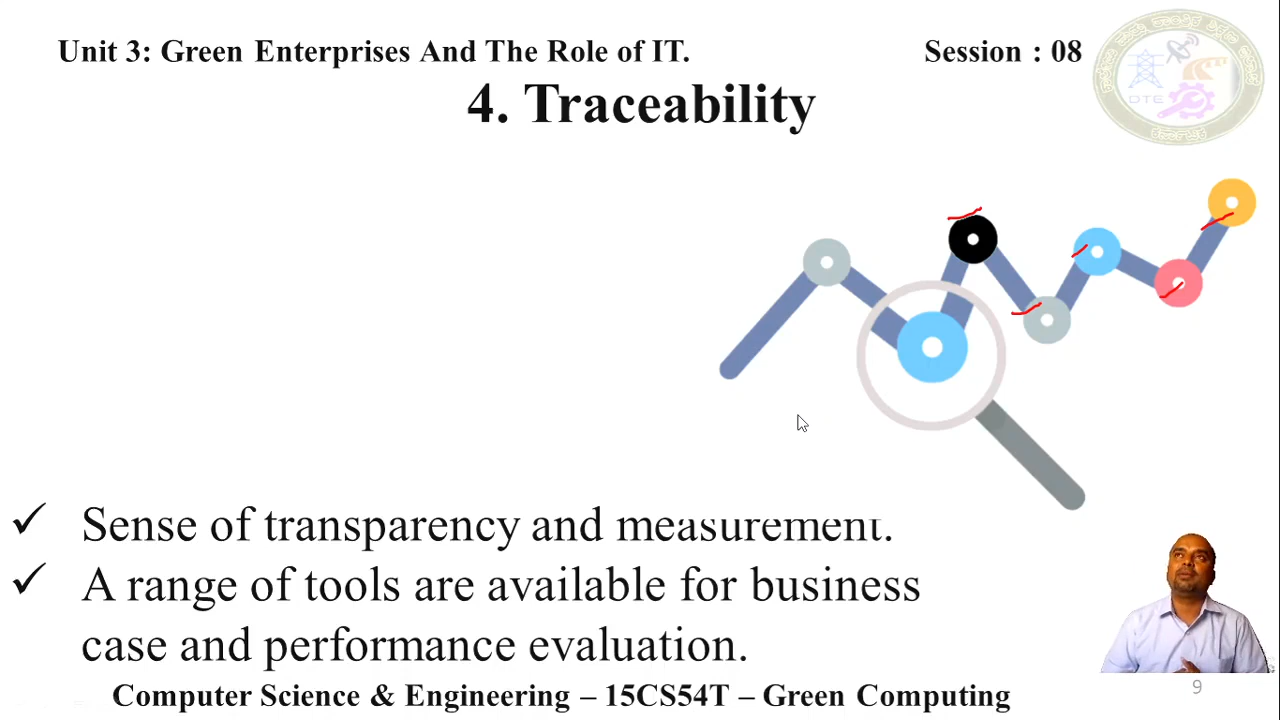 Unit 3: Green Enterprises And The Role of IT.
Session : 08
4. Traceability
DTE
✓ Sense of transparency and measurement.
✓ A range of tools are available for business
case and performance evaluation.
Computer Science & Engineering – 15CS54T – Green Computing
9